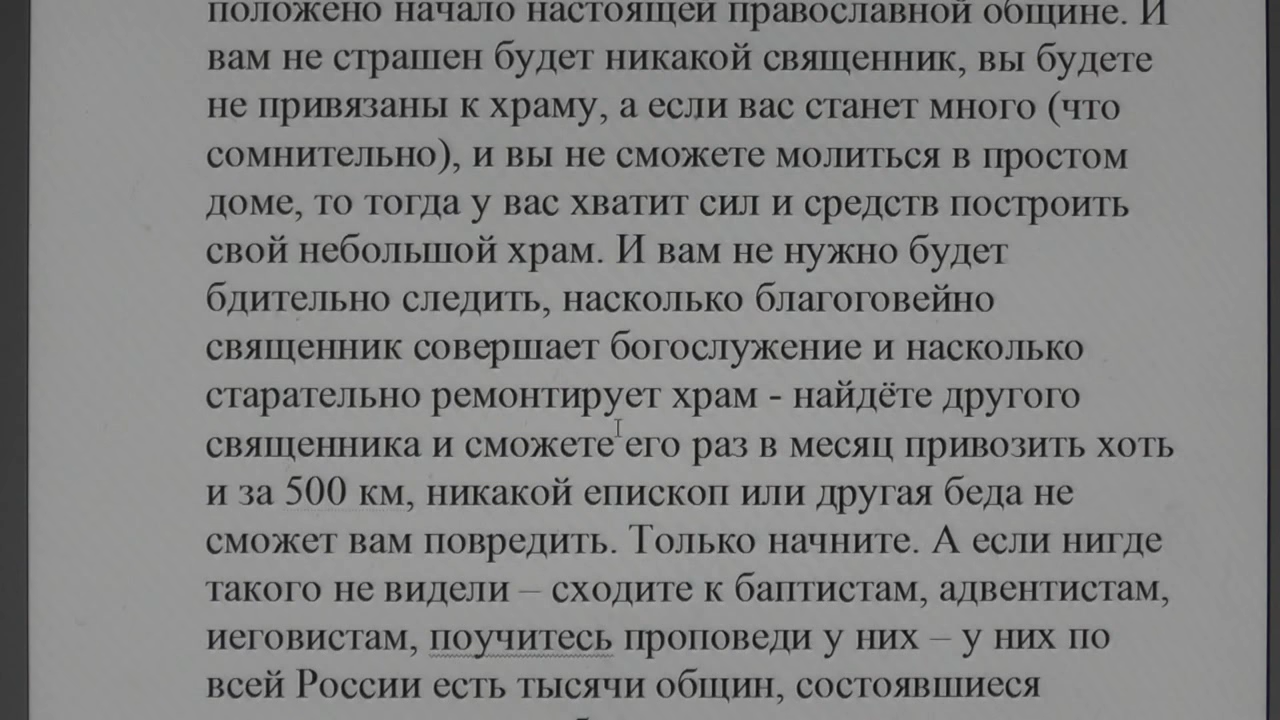 положено начало настоящей православной общине. И
вам не страшен будет никакой священник, вы будете
не привязаны к храму, а если вас станет много (что
сомнительно), и вы не сможете молиться в простом
доме, то тогда у вас хватит сил и средств построить
свой небольшой храм. И вам не нужно будет
бдительно следить, насколько благоговейно
священник совершает богослужение и насколько
старательно ремонтирует храм - найдёте другого
священника и сможете его раз в месяц привозить хоть
и за 500 км, никакой епископ или другая беда не
сможет вам повредить. Только начните. А если нигде
такого не видели – сходите к баптистам, адвентистам,
иеговистам, поучитесь проповеди у них – у них по
всей России есть тысячи общин, состоявшиеся